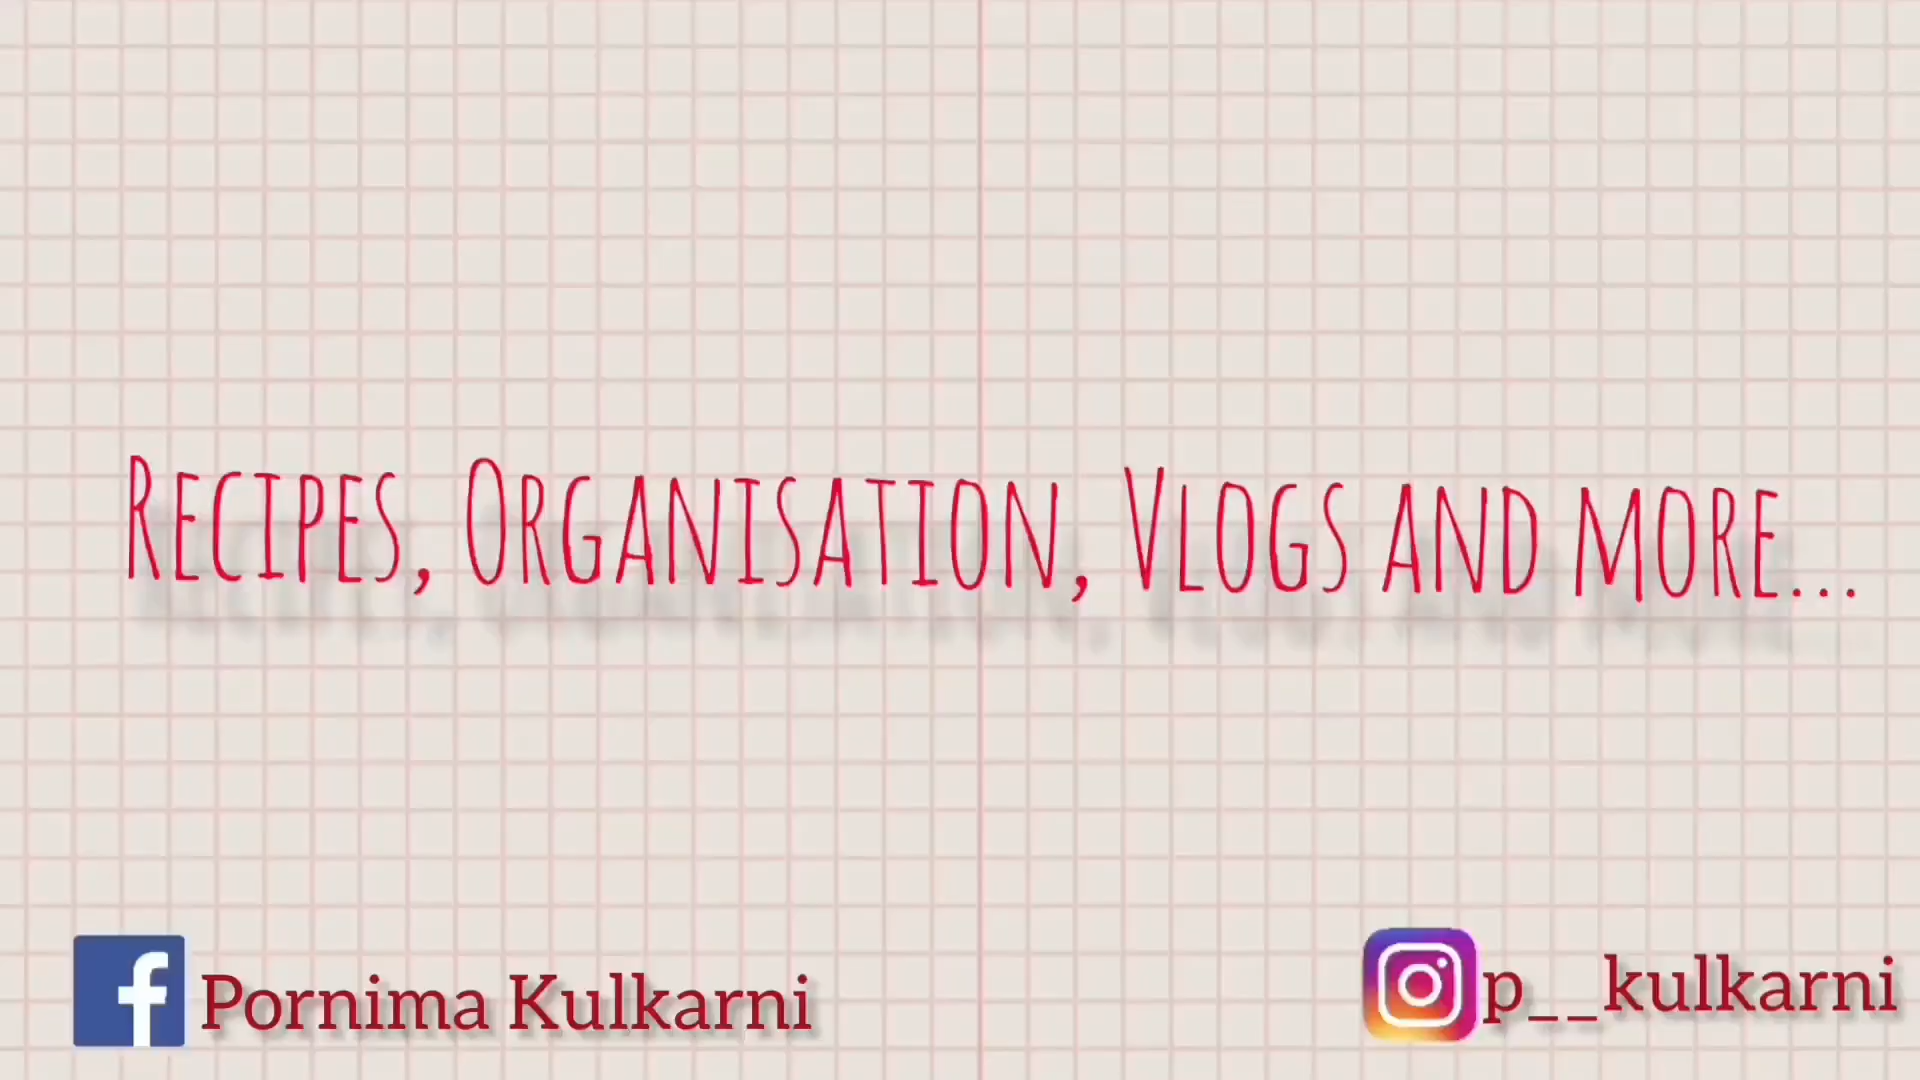 Recipes, Organisation, Vlogs and more...
Pornima Kulkarni
p__kulkarni